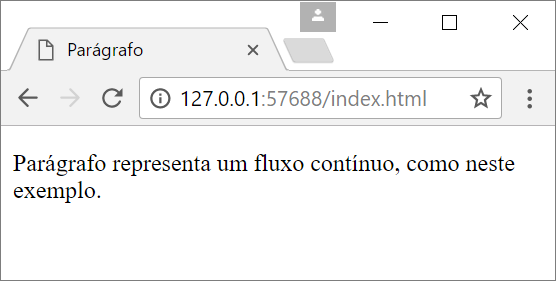 Parágrafo
127.0.0.1:57688/index.html
Parágrafo representa um fluxo contínuo, como neste
exemplo.